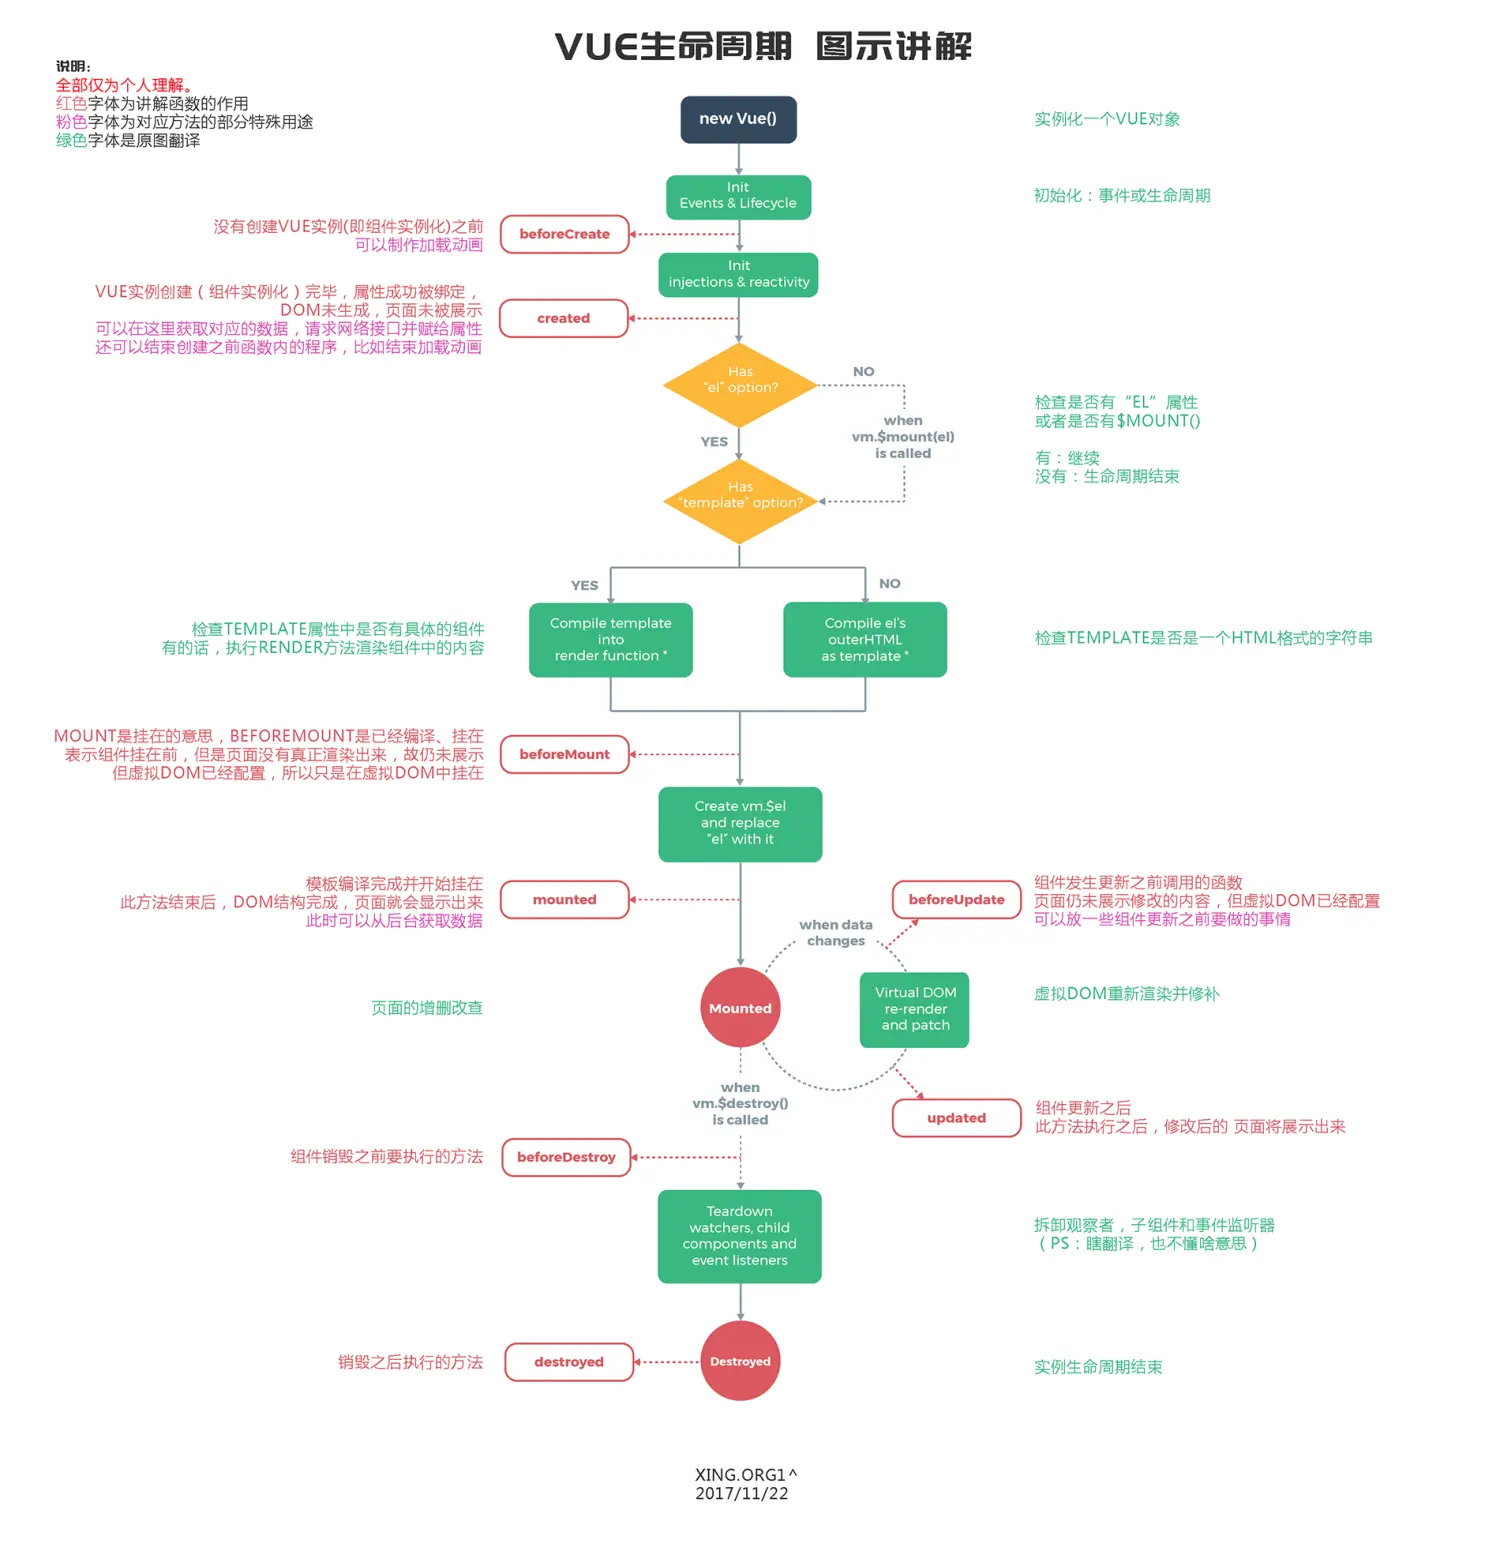 VUE生命周期 图示讲解
说明:
全部仅为个人理解。
红色字体为讲解函数的作用
粉色字体为对应方法的部分特殊用途
绿色字体是原图翻译
new Vue()
实例化一个VUE对象
Init
Events & Lifecycle
初始化：事件或生命周期
没有创建VUE实例(即组件实例化)之前
可以制作加载动画
beforeCreate
Init
injections & reactivity
VUE实例创建（组件实例化）完毕，属性成功被绑定，
DOM未生成，页面未被展示
可以在这里获取对应的数据，请求网络接口并赋给属性
还可以结束创建之前函数内的程序，比如结束加载动画
created
Has
"el" option?
NO
YES
when
vm.$mount(el)
is called
检查是否有“EL”属性
或者是否有$MOUNT()
有：继续
没有：生命周期结束
Has
"template" option?
YES
NO
检查TEMPLATE属性中是否有具体的组件
有的话，执行RENDER方法渲染组件中的内容
Compile template
into
render function *
Compile el's
outerHTML
as template *
检查TEMPLATE是否是一个HTML格式的字符串
MOUNT是挂在的意思，BEFOREMOUNT是已经编译、挂在
表示组件挂在前，但是页面没有真正渲染出来，故仍未展示
但虚拟DOM已经配置，所以只是在虚拟DOM中挂在
beforeMount
Create vm.$el
and replace
"el" with it
模板编译完成并开始挂在
此方法结束后，DOM结构完成，页面就会显示出来
此时可以从后台获取数据
mounted
when data
changes
beforeUpdate
组件发生更新之前调用的函数
页面仍未展示修改的内容，但虚拟DOM已经配置
可以放一些组件更新之前要做的事情
页面的增删改查
Mounted
Virtual DOM
re-render
and patch
虚拟DOM重新渲染并修补
when
vm.$destroy()
is called
updated
组件更新之后
此方法执行之后，修改后的 页面将展示出来
组件销毁之前要执行的方法
beforeDestroy
Teardown
watchers, child
components and
event listeners
拆卸观察者，子组件和事件监听器
（PS：瞎翻译，也不懂啥意思）
销毁之后执行的方法
destroyed
Destroyed
实例生命周期结束
XING.ORG1^
2017/11/22